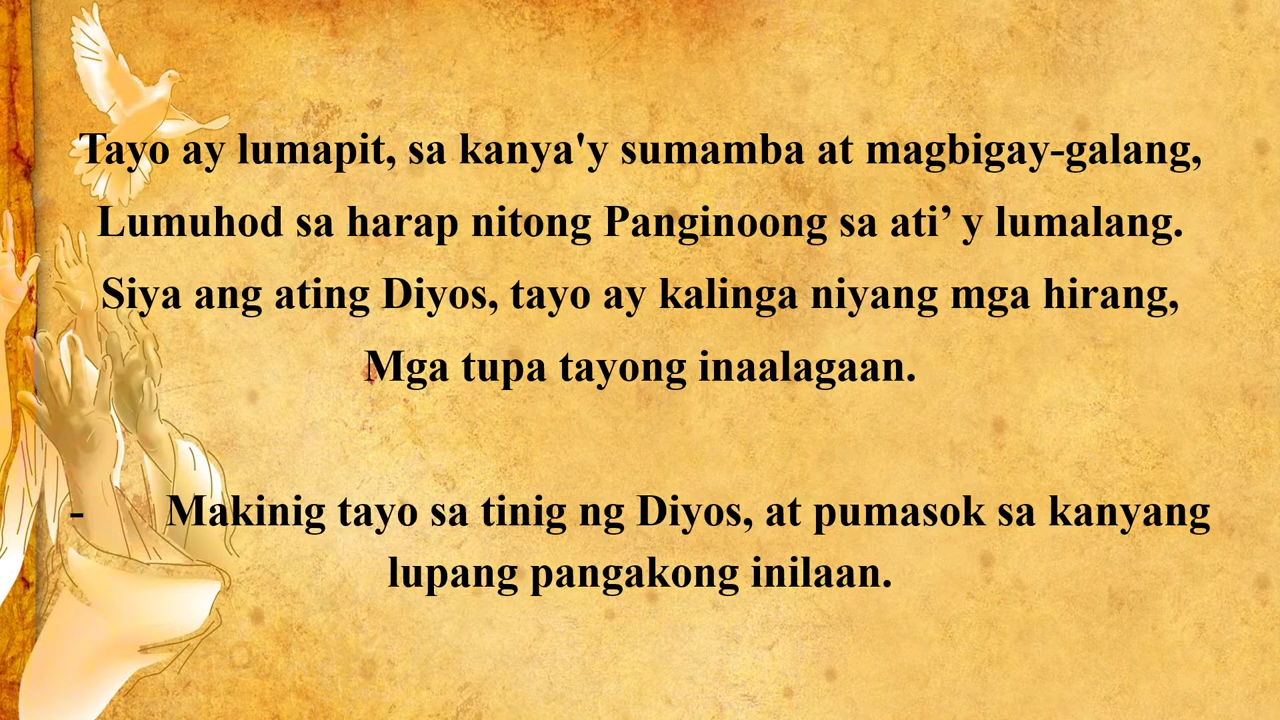 Tayo ay lumapit, sa kanya'y sumamba at magbigay-galang,
Lumuhod sa harap nitong Panginoong sa ati’ y lumalang.
Siya ang ating Diyos, tayo ay kalinga niyang mga hirang,
Mga tupa tayong inaalagaan.
- Makinig tayo sa tinig ng Diyos, at pumasok sa kanyang
lupang pangakong inilaan.